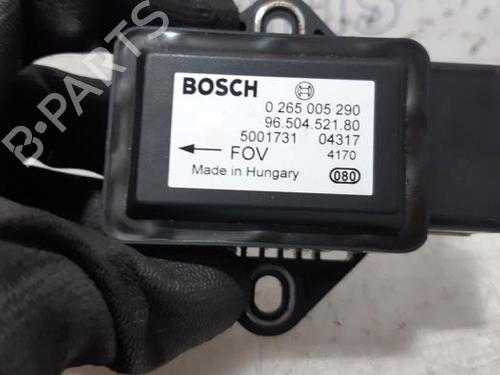 BOSCH
0 265 005 290
96.504.521.80
5001731 04317
FOV 4170
Made in Hungary 080
B-Parts